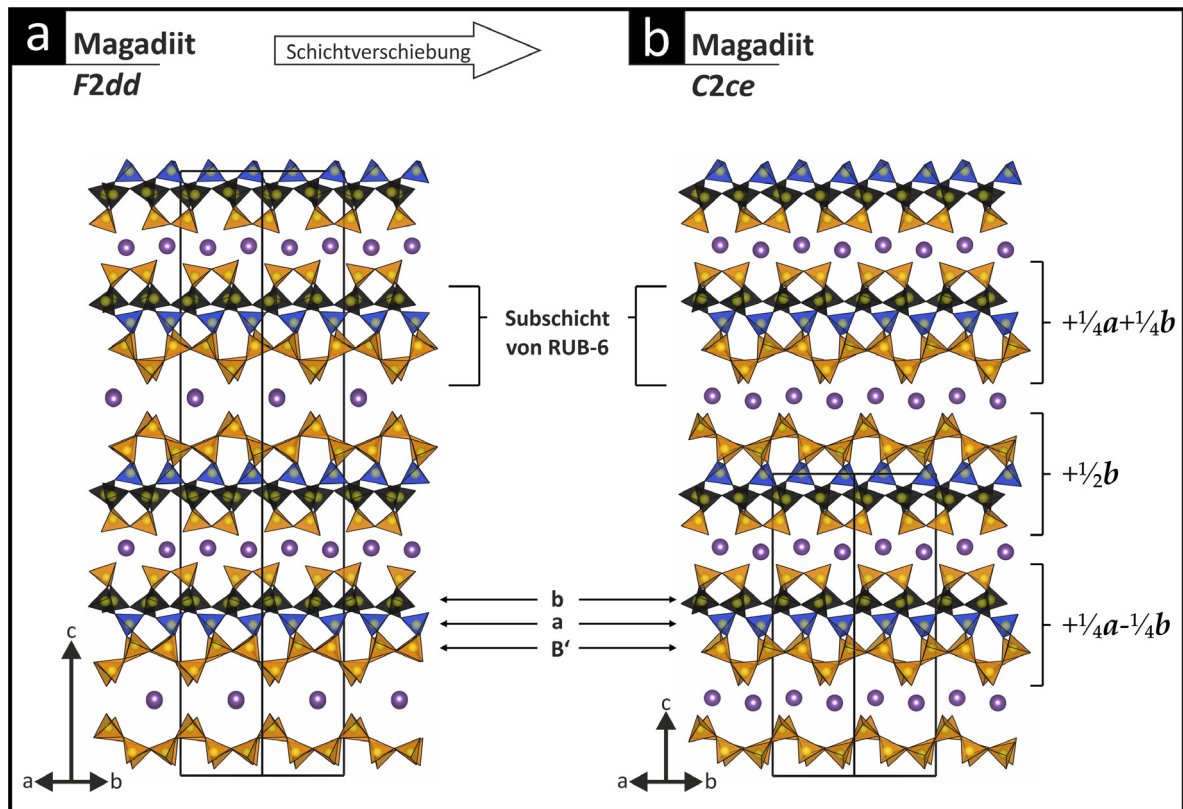 a Magadiit
F2dd
Schichtverschiebung
b Magadiit
C2ce
Subschicht
von RUB-6
+¼a+¼b
+½b
b
a
B‘
+¼a-¼b
c
a
b
c
a
b